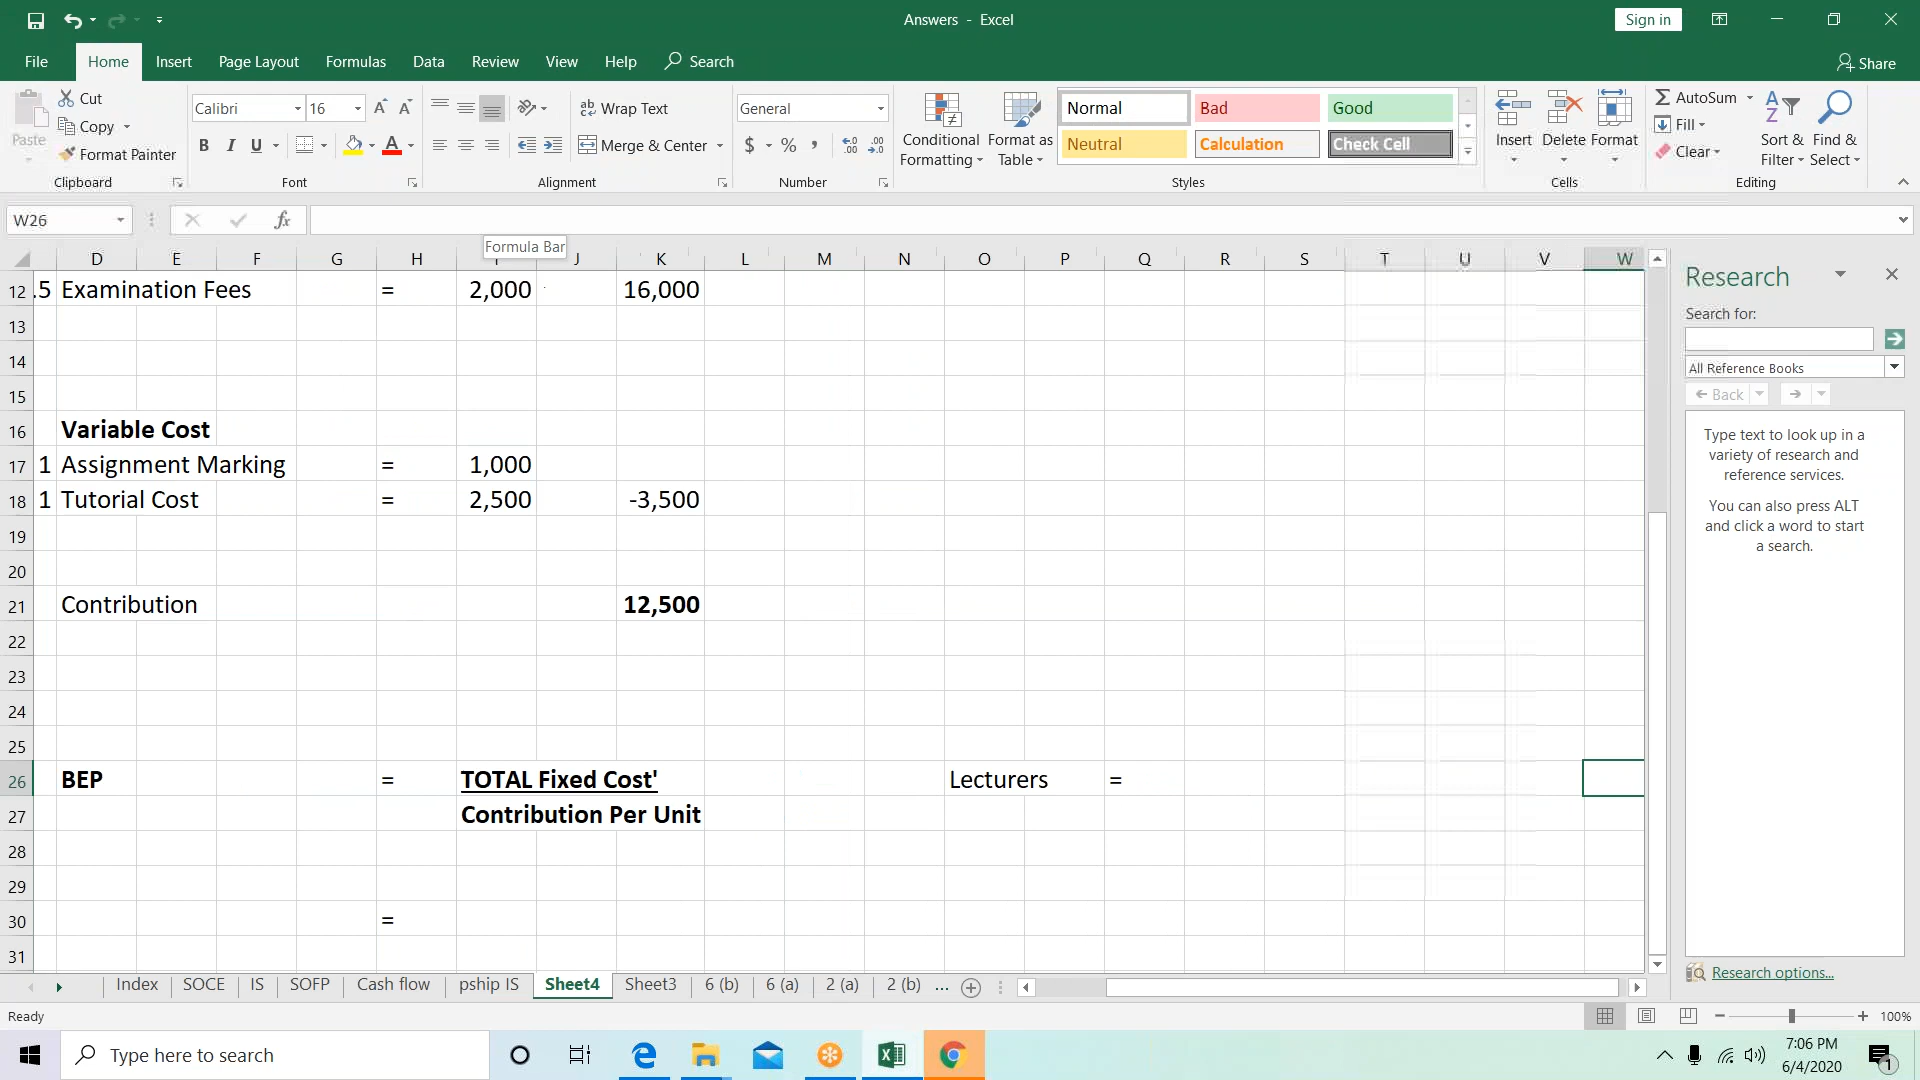 Answers - Excel
Sign in
File Home Insert Page Layout Formulas Data Review View Help Search
Share
Paste
Cut
Copy
Format Painter
Clipboard
Calibri 16
B I U A
Font
Wrap Text
Merge & Center
Alignment
General
$ % ,
Number
Conditional Formatting
Format as Table
Normal Bad Good
Neutral Calculation Check Cell
Styles
Insert Delete Format
Cells
AutoSum
Fill
Clear
Sort & Filter
Find & Select
Editing
W26
fx
Formula Bar
D E F G H J K L M N O P Q R S T U V W
12 .5 Examination Fees = 2,000 16,000
13
14
15
16 Variable Cost
17 1 Assignment Marking = 1,000
18 1 Tutorial Cost = 2,500 -3,500
19
20
21 Contribution 12,500
22
23
24
25
26 BEP = TOTAL Fixed Cost' Lecturers =
27 Contribution Per Unit
28
29
30 =
31
Research
Search for:
All Reference Books
Back
Type text to look up in a
variety of research and
reference services.
You can also press ALT
and click a word to start
a search.
Research options...
Index SOCE IS SOFP Cash flow pship IS Sheet4 Sheet3 6 (b) 6 (a) 2 (a) 2 (b) ...
Ready
100%
Type here to search
7:06 PM
6/4/2020
1